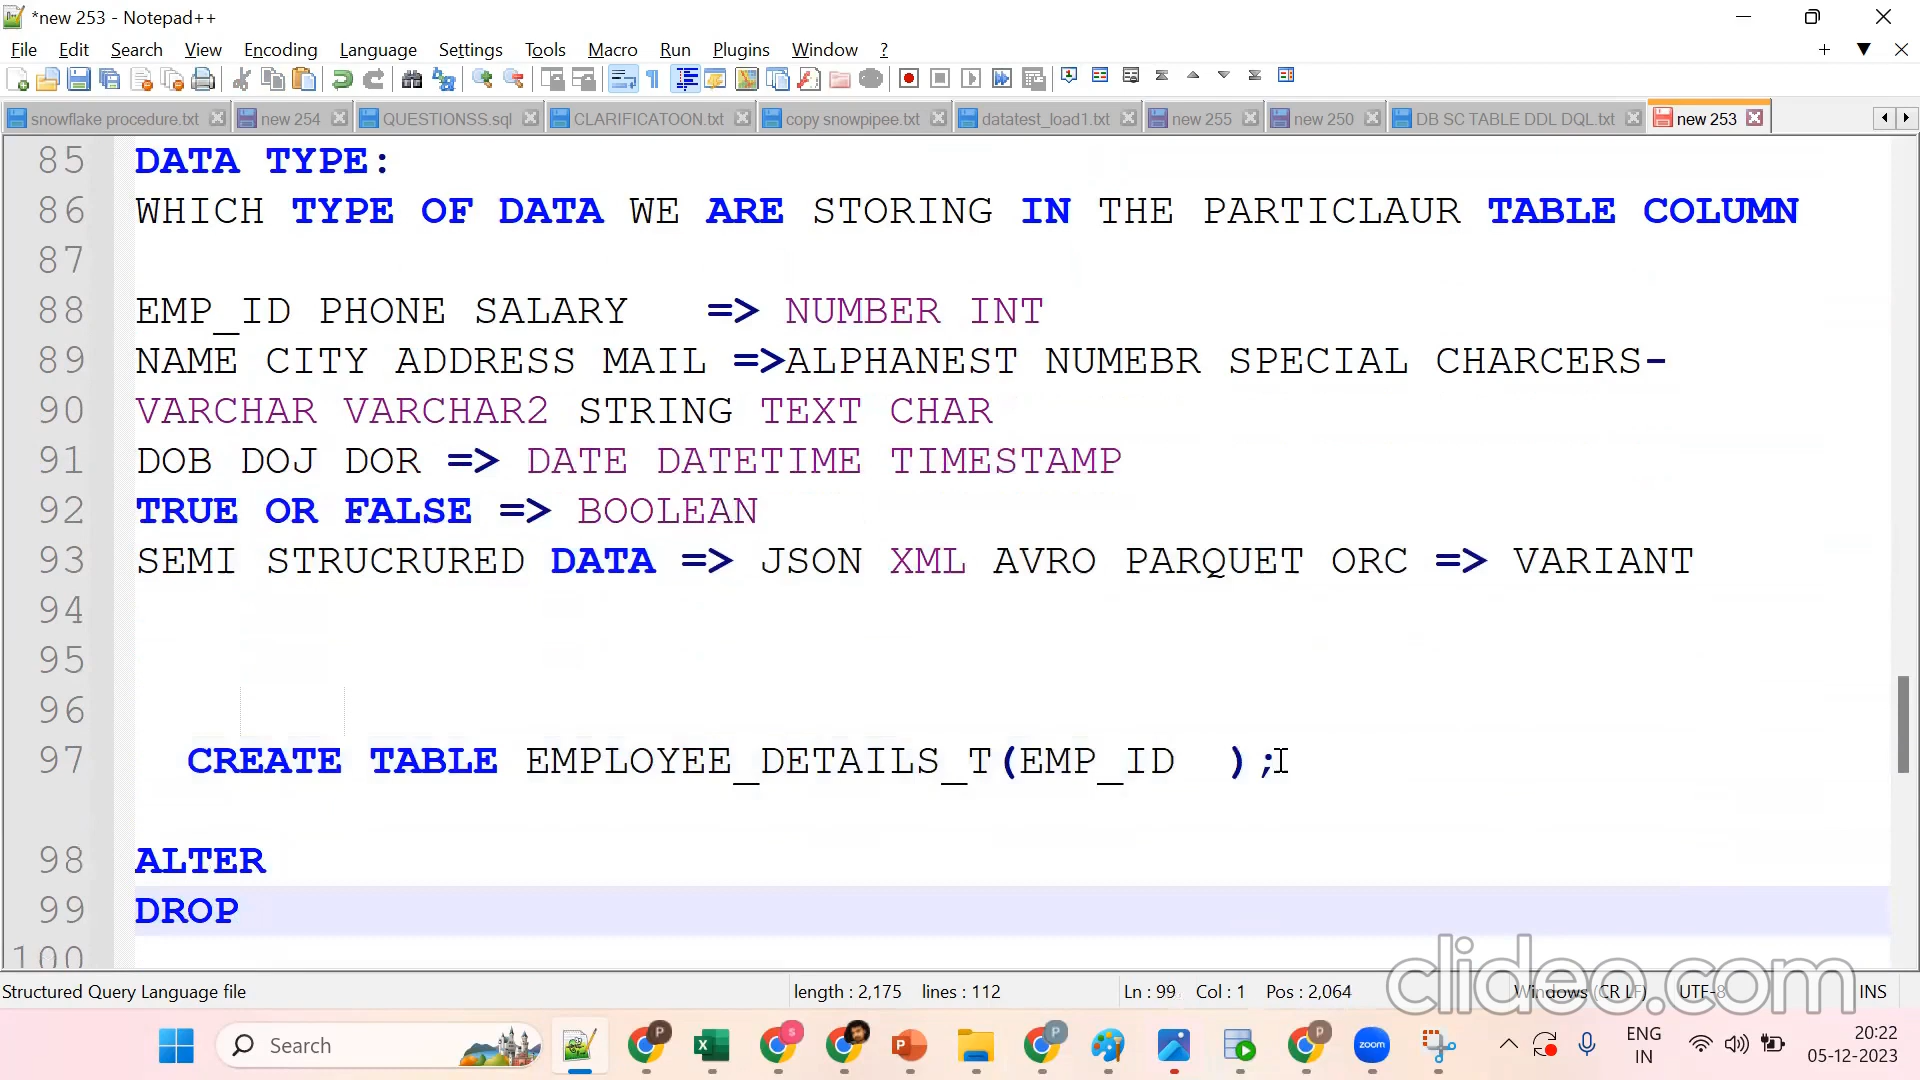 *new 253 - Notepad++
File Edit Search View Encoding Language Settings Tools Macro Run Plugins Window ?
snowflake procedure.txt new 254 QUESTIONSS.sql CLARIFICATOON.txt copy snowpipee.txt datatest_load1.txt new 255 new 250 DB SC TABLE DDL DQL.txt new 253
85 DATA TYPE:
86 WHICH TYPE OF DATA WE ARE STORING IN THE PARTICLAUR TABLE COLUMN
87
88 EMP_ID PHONE SALARY => NUMBER INT
89 NAME CITY ADDRESS MAIL =>ALPHANEST NUMEBR SPECIAL CHARCERS-
90 VARCHAR VARCHAR2 STRING TEXT CHAR
91 DOB DOJ DOR => DATE DATETIME TIMESTAMP
92 TRUE OR FALSE => BOOLEAN
93 SEMI STRUCRURED DATA => JSON XML AVRO PARQUET ORC => VARIANT
94
95
96
97 CREATE TABLE EMPLOYEE_DETAILS_T(EMP_ID );
98 ALTER
99 DROP
100
clideo.com
Structured Query Language file length : 2,175 lines : 112 Ln : 99 Col : 1 Pos : 2,064 Windows (CR LF) UTF-8 INS
Search
zoom
ENG
IN
20:22
05-12-2023